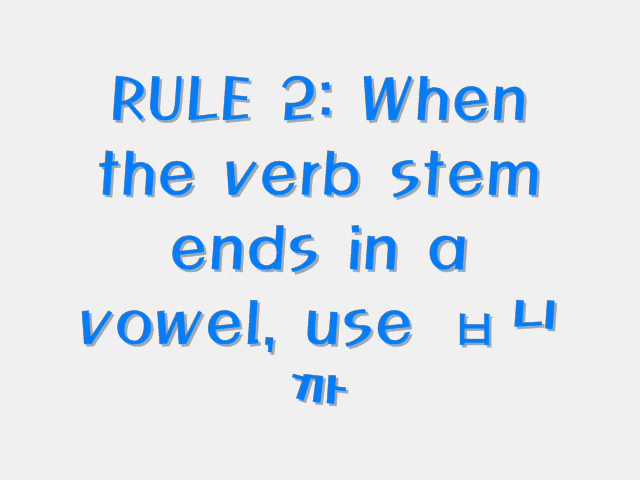 RULE 2: When
the verb stem
ends in a
vowel, use ㅂ니
까